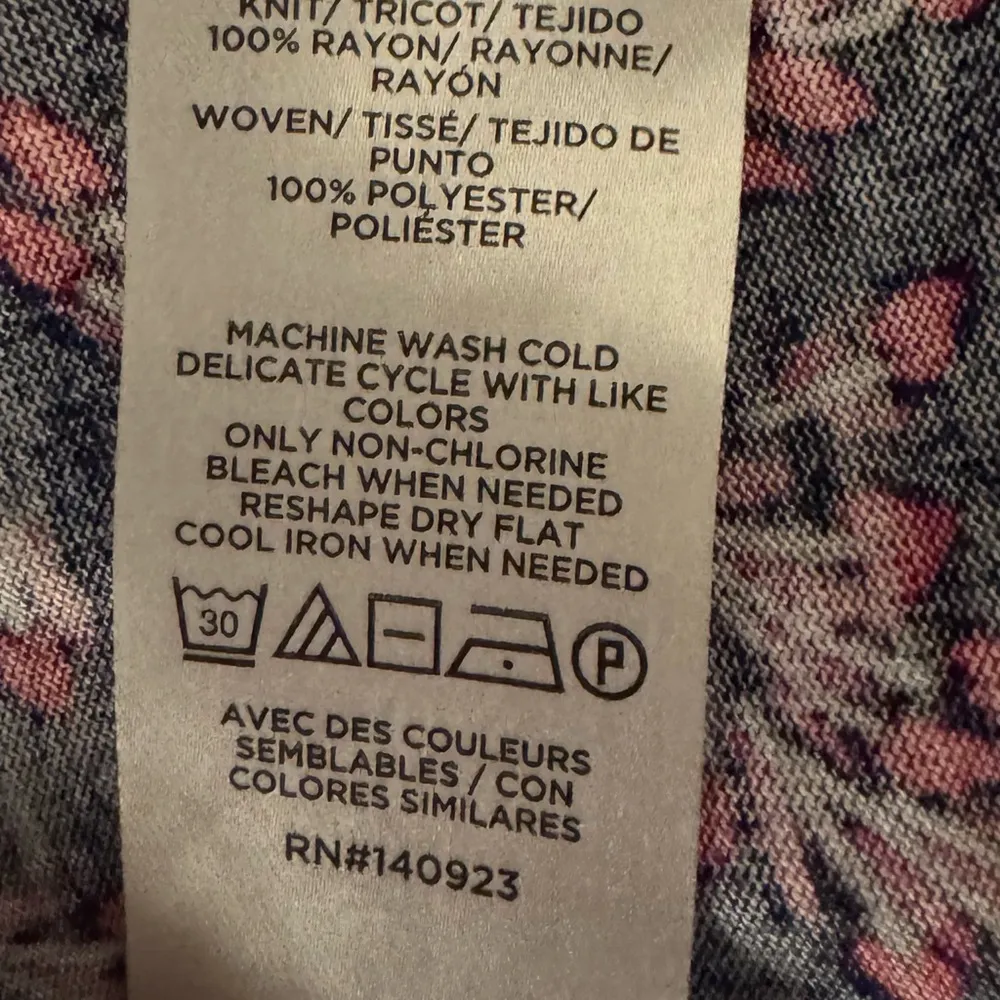 KNIT/ TRICOT/ TEJIDO
100% RAYON/ RAYONNE/
RAYÓN
WOVEN/ TISSÉ/ TEJIDO DE
PUNTO
100% POLYESTER/
POLIÉSTER
MACHINE WASH COLD
DELICATE CYCLE WITH LIKE
COLORS
ONLY NON-CHLORINE
BLEACH WHEN NEEDED
RESHAPE DRY FLAT
COOL IRON WHEN NEEDED
30 P
AVEC DES COULEURS
SEMBLABLES / CON
COLORES SIMILARES
RN#140923